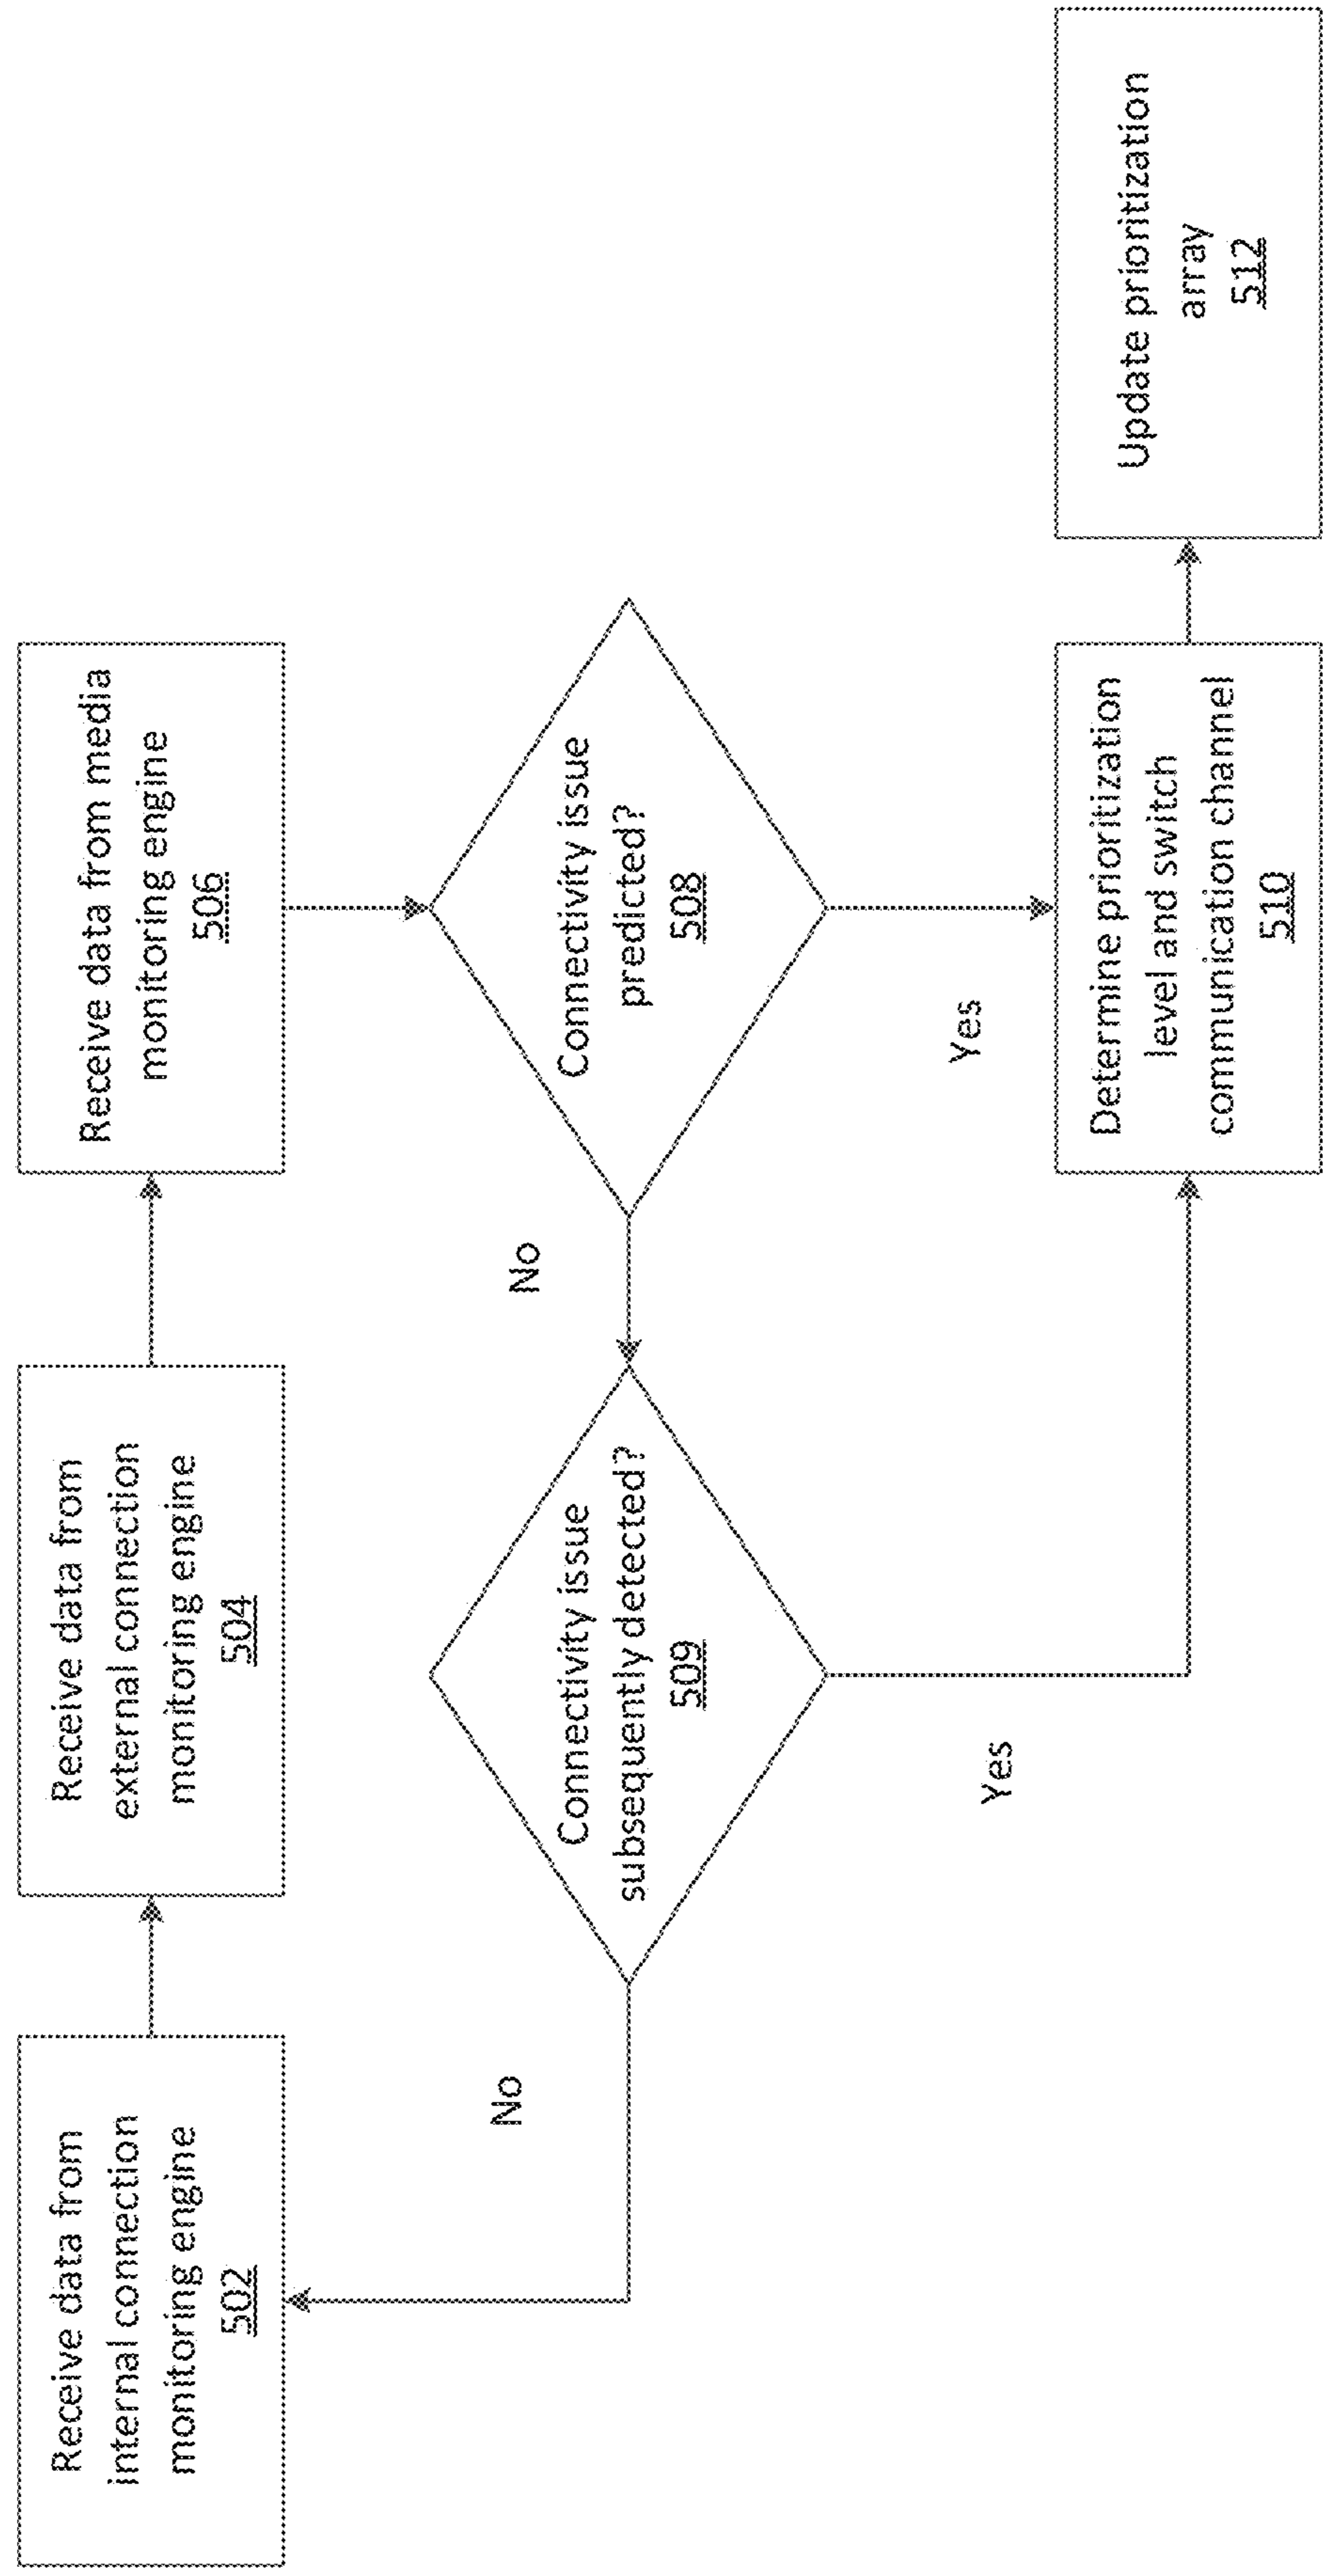 Receive data from
internal connection
monitoring engine
502
Receive data from
external connection
monitoring engine
504
Receive data from media
monitoring engine
506
Connectivity issue
predicted?
508
No
Yes
Connectivity issue
subsequently detected?
509
No
Yes
Determine prioritization
level and switch
communication channel
510
Update prioritization
array
512